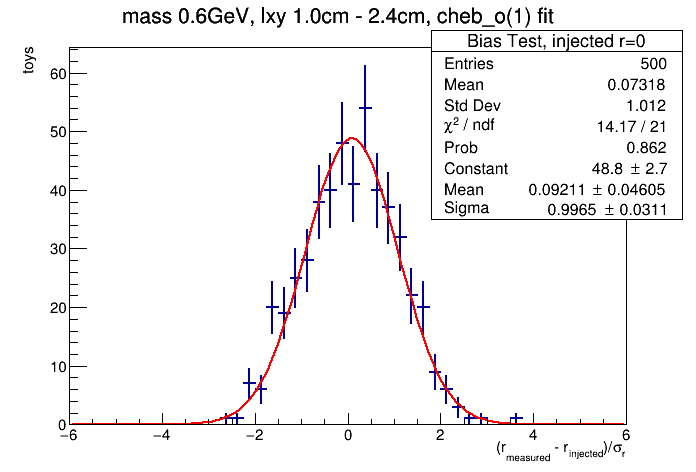 mass 0.6GeV, lxy 1.0cm - 2.4cm, cheb_o(1) fit
Bias Test, injected r=0
Entries 500
Mean 0.07318
Std Dev 1.012
χ² / ndf 14.17 / 21
Prob 0.862
Constant 48.8 ± 2.7
Mean 0.09211 ± 0.04605
Sigma 0.9965 ± 0.0311
toys
60
50
40
30
20
10
0
−6 −4 −2 0 2 4 6
(r_measured - r_injected)/σ_r